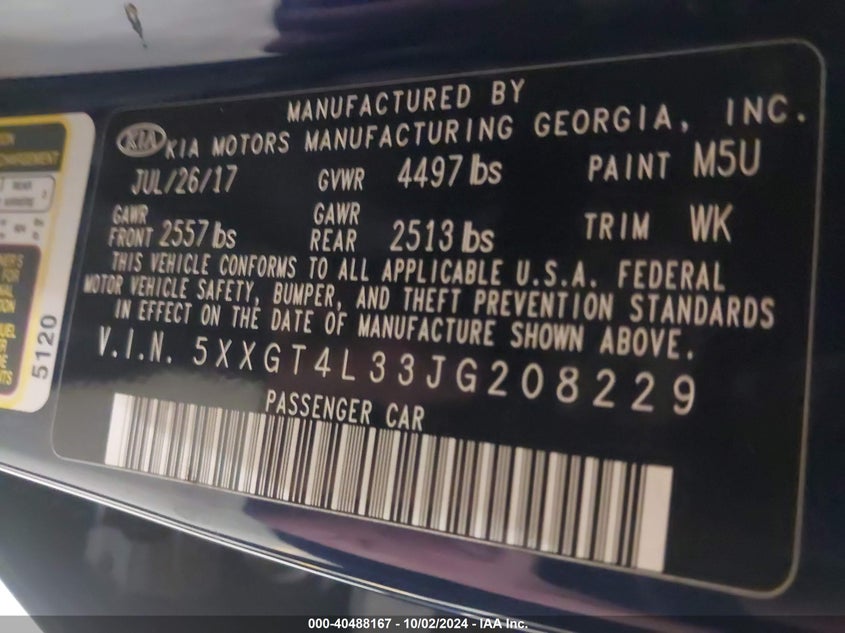 MANUFACTURED BY
KIA KIA MOTORS MANUFACTURING GEORGIA, INC.
JUL/26/17 GVWR 4497 lbs PAINT M5U
GAWR FRONT 2557 lbs GAWR REAR 2513 lbs TRIM WK
THIS VEHICLE CONFORMS TO ALL APPLICABLE U.S.A. FEDERAL
MOTOR VEHICLE SAFETY, BUMPER, AND THEFT PREVENTION STANDARDS
IN EFFECT ON THE DATE OF MANUFACTURE SHOWN ABOVE.
V.I.N. 5XXGT4L33JG208229
PASSENGER CAR
5120
000-40488167 - 10/02/2024 - IAA Inc.